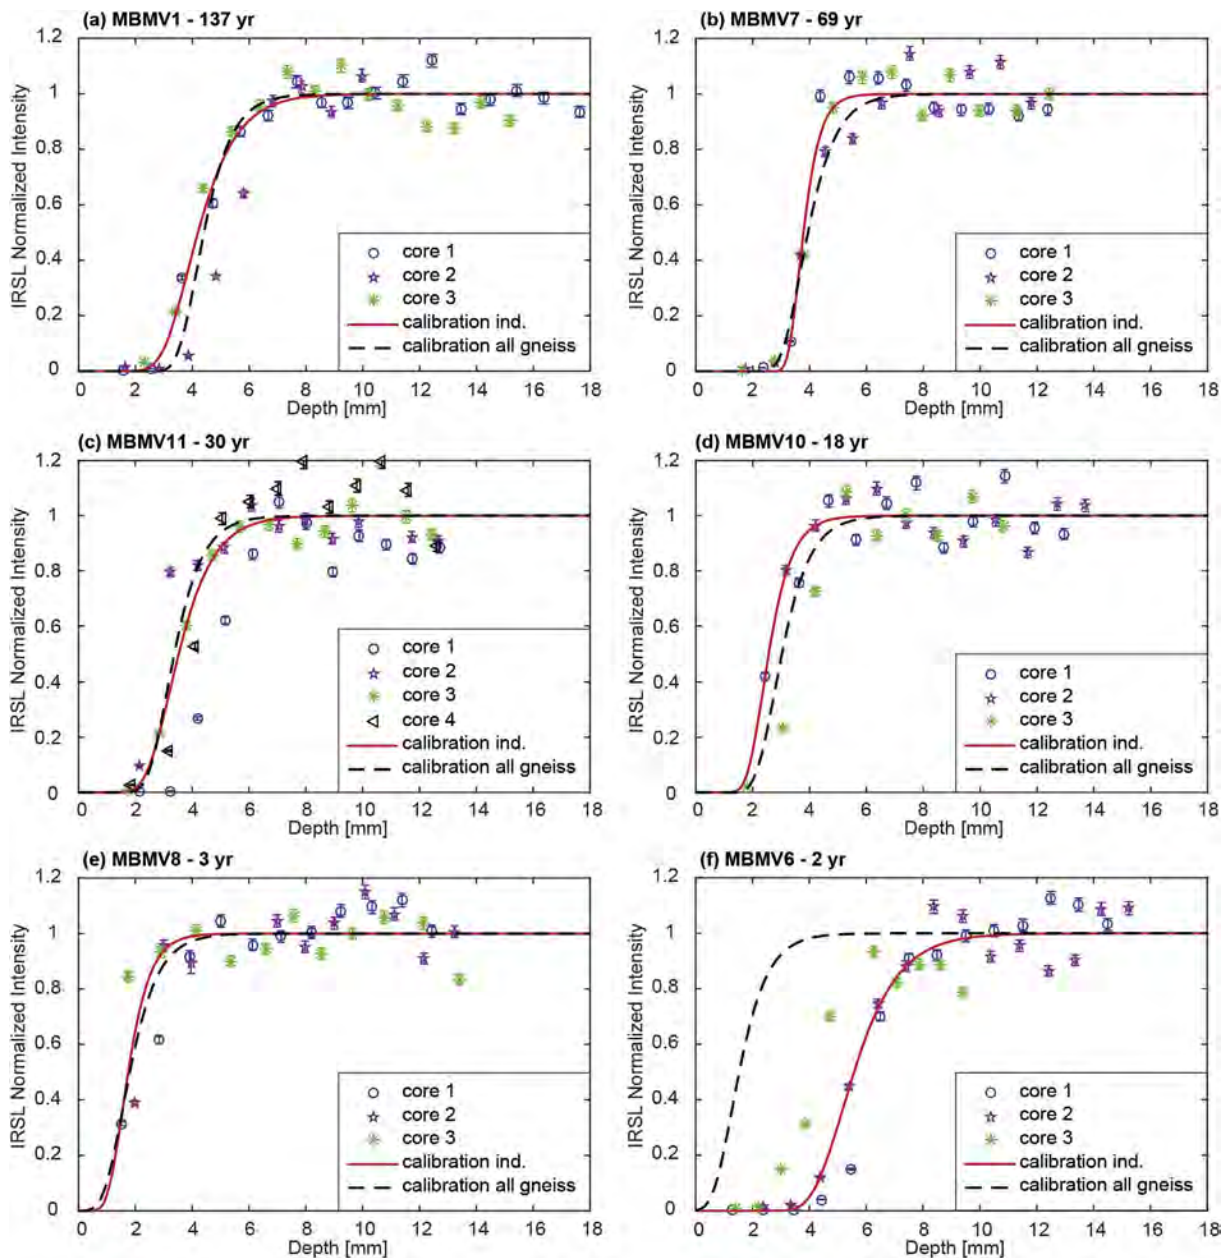 (a) MBMV1 - 137 yr
IRSL Normalized Intensity
1.2
1
0.8
0.6
0.4
0.2
0
0 2 4 6 8 10 12 14 16 18
Depth [mm]
core 1
core 2
core 3
calibration ind.
calibration all gneiss
(b) MBMV7 - 69 yr
IRSL Normalized Intensity
1.2
1
0.8
0.6
0.4
0.2
0
0 2 4 6 8 10 12 14 16 18
Depth [mm]
core 1
core 2
core 3
calibration ind.
calibration all gneiss
(c) MBMV11 - 30 yr
IRSL Normalized Intensity
1.2
1
0.8
0.6
0.4
0.2
0
0 2 4 6 8 10 12 14 16 18
Depth [mm]
core 1
core 2
core 3
core 4
calibration ind.
calibration all gneiss
(d) MBMV10 - 18 yr
IRSL Normalized Intensity
1.2
1
0.8
0.6
0.4
0.2
0
0 2 4 6 8 10 12 14 16 18
Depth [mm]
core 1
core 2
core 3
calibration ind.
calibration all gneiss
(e) MBMV8 - 3 yr
IRSL Normalized Intensity
1.2
1
0.8
0.6
0.4
0.2
0
0 2 4 6 8 10 12 14 16 18
Depth [mm]
core 1
core 2
core 3
calibration ind.
calibration all gneiss
(f) MBMV6 - 2 yr
IRSL Normalized Intensity
1.2
1
0.8
0.6
0.4
0.2
0
0 2 4 6 8 10 12 14 16 18
Depth [mm]
core 1
core 2
core 3
calibration ind.
calibration all gneiss